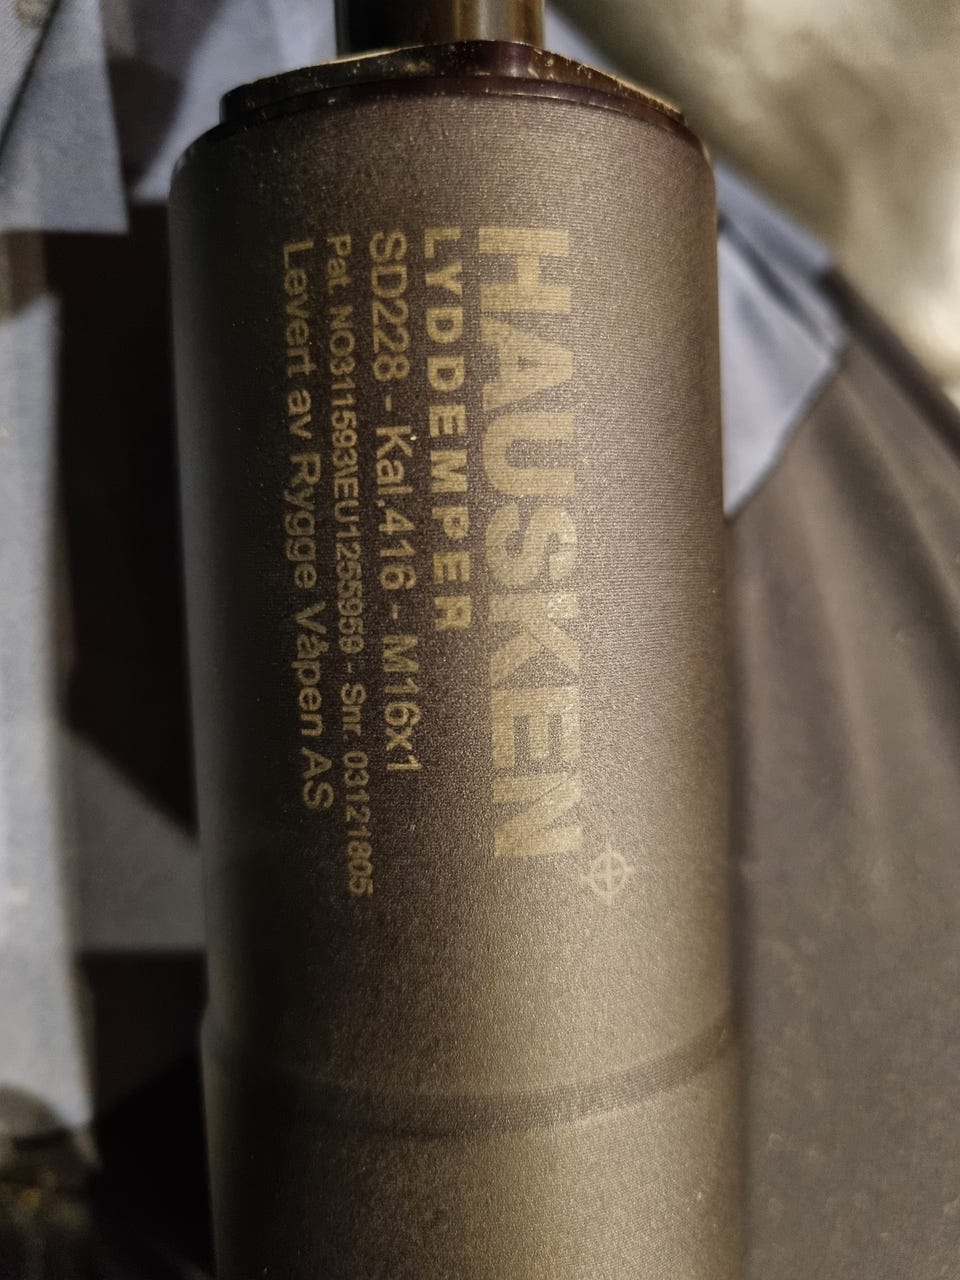 HAUSKEN
LYDDEMPER
SD228 - Kal.416 - M16x1
Pat. NO311593\EU1255959 - Snr. 03121805
Levert av Rygge Våpen AS